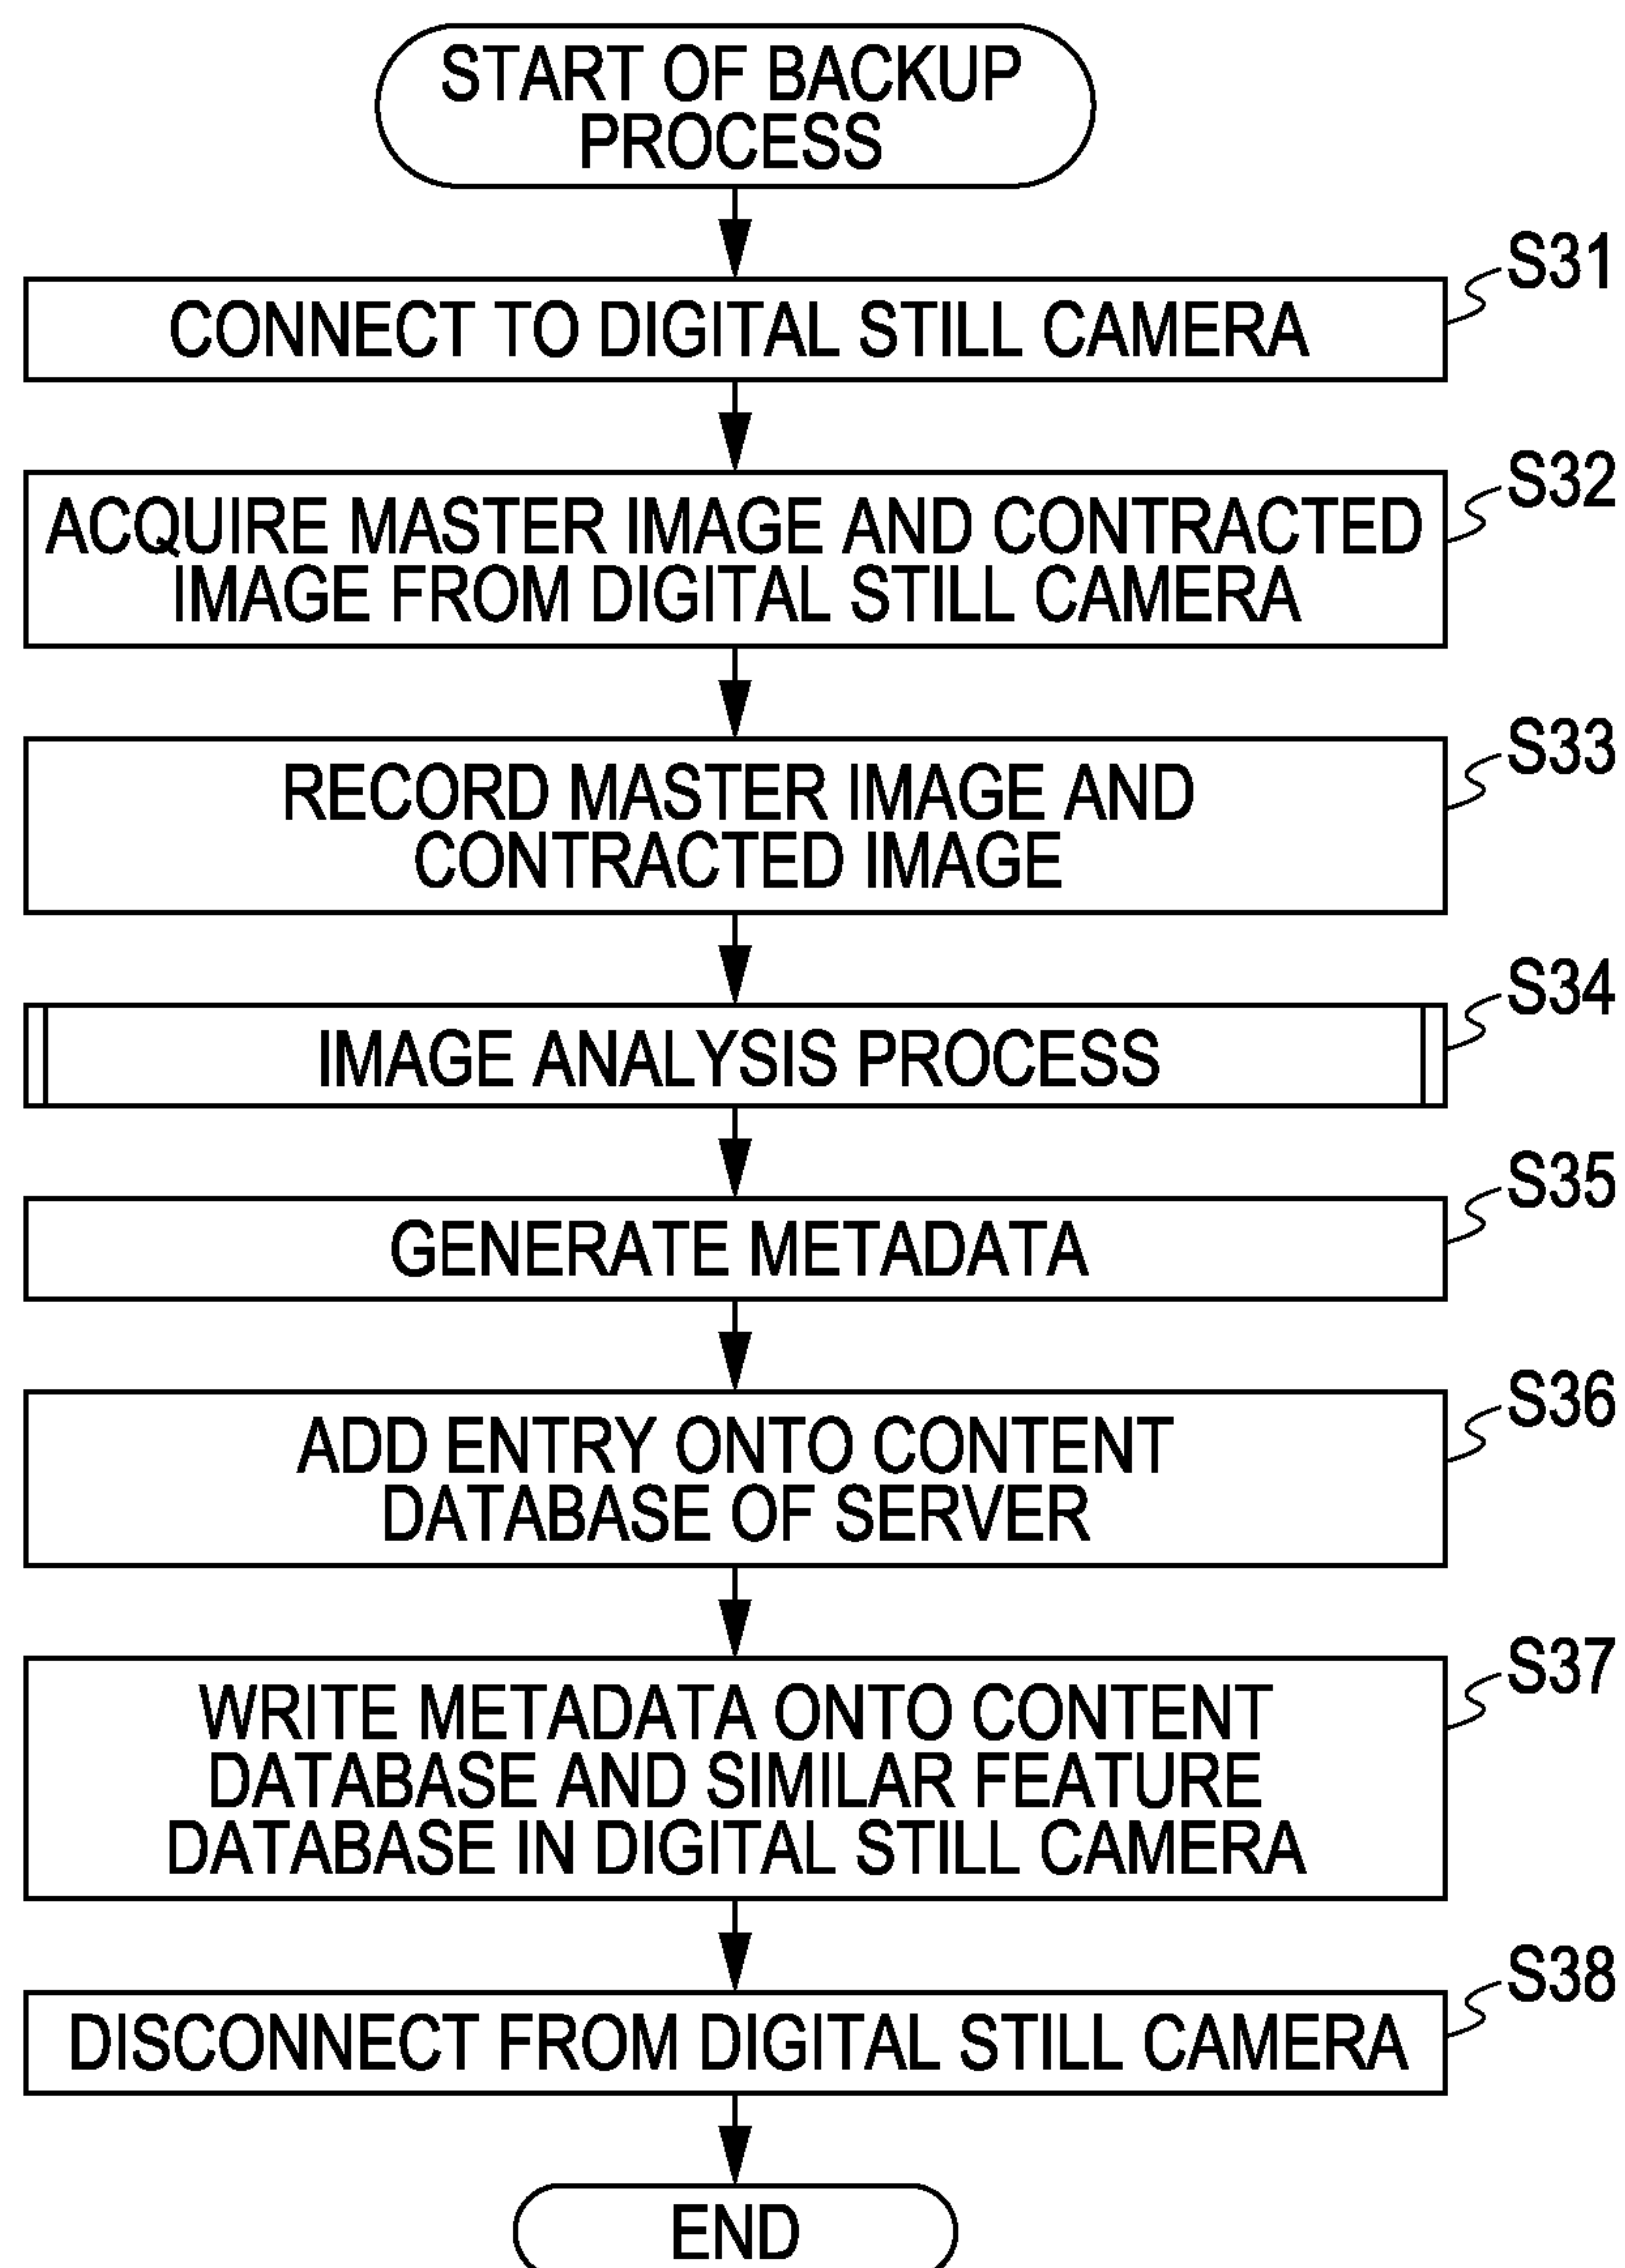 START OF BACKUP
PROCESS
S31
CONNECT TO DIGITAL STILL CAMERA
S32
ACQUIRE MASTER IMAGE AND CONTRACTED
IMAGE FROM DIGITAL STILL CAMERA
S33
RECORD MASTER IMAGE AND
CONTRACTED IMAGE
S34
IMAGE ANALYSIS PROCESS
S35
GENERATE METADATA
S36
ADD ENTRY ONTO CONTENT
DATABASE OF SERVER
S37
WRITE METADATA ONTO CONTENT
DATABASE AND SIMILAR FEATURE
DATABASE IN DIGITAL STILL CAMERA
S38
DISCONNECT FROM DIGITAL STILL CAMERA
END